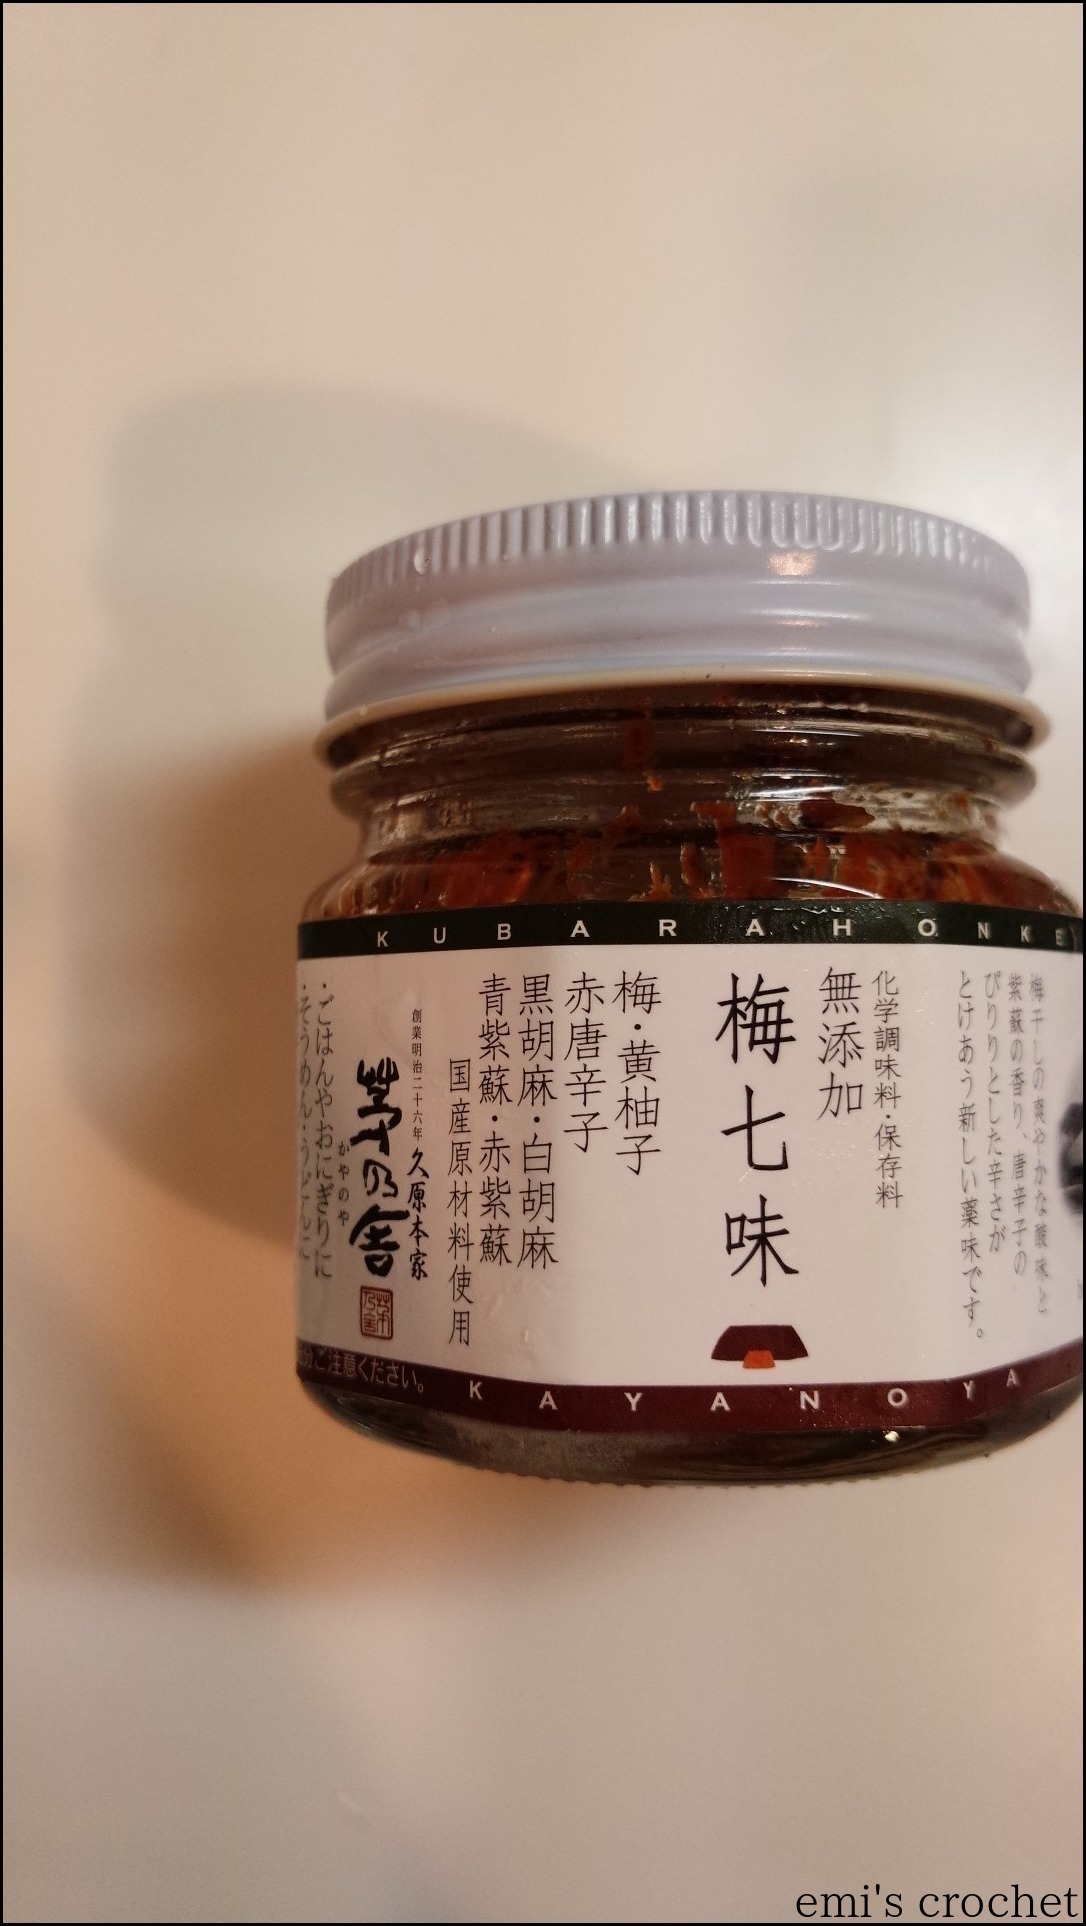 KUBARAHONKE
梅干しの爽やかな酸味と
紫蘇の香り、唐辛子の
ぴりりとした辛さが
とけあう新しい薬味です。
化学調味料・保存料
無添加
梅七味
梅・黄柚子
赤唐辛子
黒胡麻・白胡麻
青紫蘇・赤紫蘇
国産原材料使用
創業明治二十六年 久原本家
茅乃舎
かやのや
茅乃舎
・ごはんやおにぎりに
・そうめん・うどんに
ご注意ください。
KAYANOYA
emi's crochet